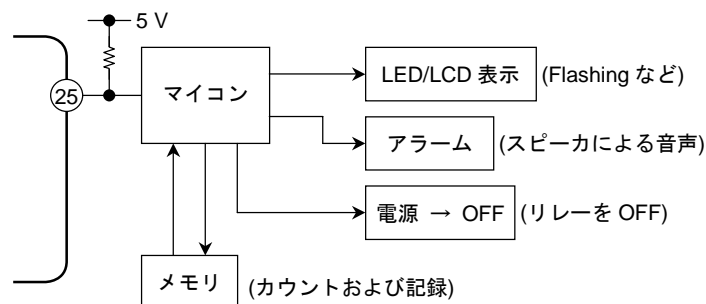 5 V
25
マイコン
LED/LCD 表示 (Flashing など)
アラーム (スピーカによる音声)
電源 → OFF (リレーを OFF)
メモリ (カウントおよび記録)